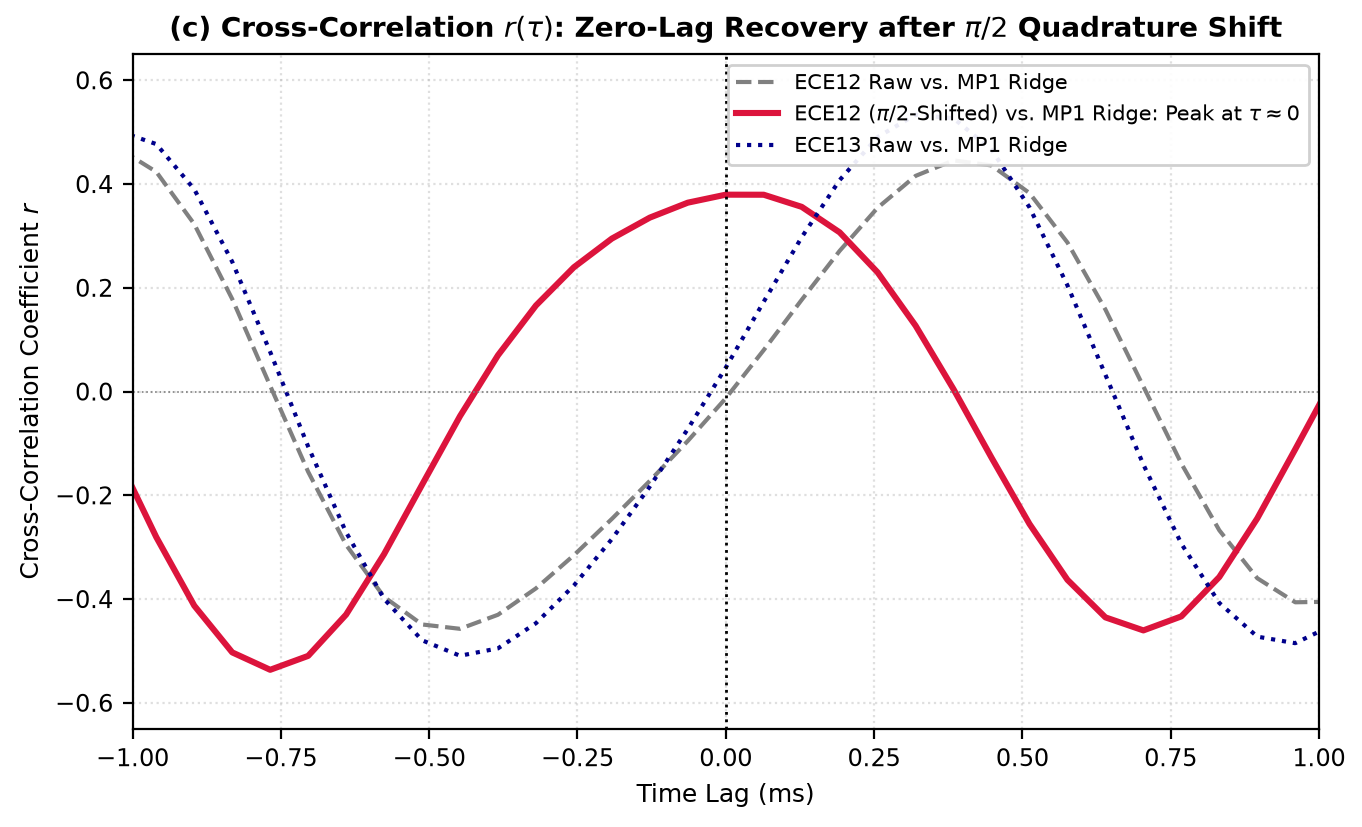 (c) Cross-Correlation r(τ): Zero-Lag Recovery after π/2 Quadrature Shift
ECE12 Raw vs. MP1 Ridge
ECE12 (π/2-Shifted) vs. MP1 Ridge: Peak at τ ≈ 0
ECE13 Raw vs. MP1 Ridge
Cross-Correlation Coefficient r
0.6
0.4
0.2
0.0
−0.2
−0.4
−0.6
−1.00 −0.75 −0.50 −0.25 0.00 0.25 0.50 0.75 1.00
Time Lag (ms)